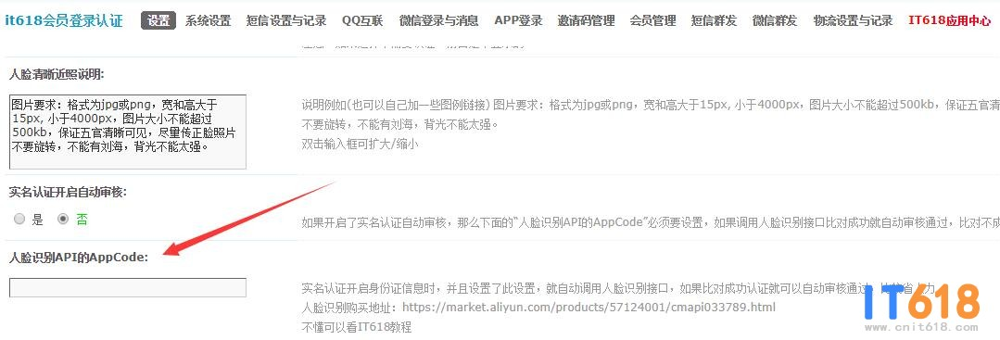 it618会员登录认证 设置 系统设置 短信设置与记录 QQ互联 微信登录与消息 APP登录 邀请码管理 会员管理 短信群发 微信群发 物流设置与记录 IT618应用中心
人脸清晰近照说明:
图片要求：格式为jpg或png，宽和高大于
15px, 小于4000px，图片大小不能超过
500kb，保证五官清晰可见，尽量传正脸照片
不要旋转，不能有刘海，背光不能太强。
说明例如(也可以自己加一些图例链接) 图片要求：格式为jpg或png，宽和高大于15px, 小于4000px，图片大小不能超过500kb，保证五官清
不要旋转，不能有刘海，背光不能太强。
双击输入框可扩大/缩小
实名认证开启自动审核:
是 否
如果开启了实名认证自动审核，那么下面的“人脸识别API的AppCode”必须要设置，如果调用人脸识别接口比对成功就自动审核通过，比对不成
人脸识别API的AppCode:
实名认证开启身份证信息时，并且设置了此设置，就自动调用人脸识别接口，如果比对成功认证就可以自动审核通过，
人脸识别购买地址：https://market.aliyun.com/products/57124001/cmapi033789.html
不懂可以看IT618教程
IT618
www.cnit618.com